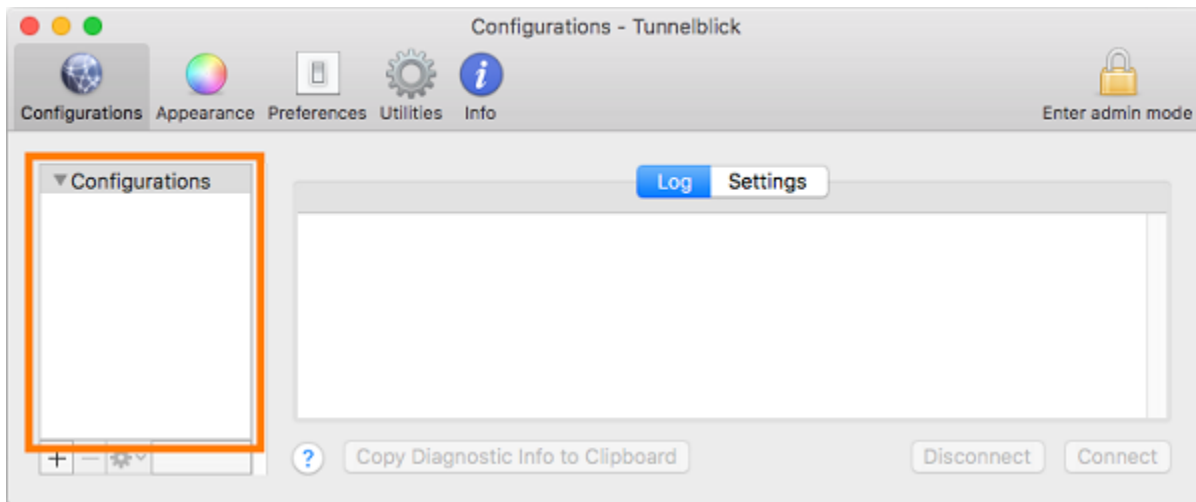 Configurations - Tunnelblick
Configurations Appearance Preferences Utilities Info Enter admin mode
Configurations
Log Settings
+ −
? Copy Diagnostic Info to Clipboard Disconnect Connect